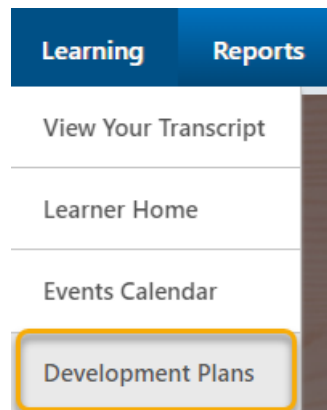 Learning Reports
View Your Transcript
Learner Home
Events Calendar
Development Plans